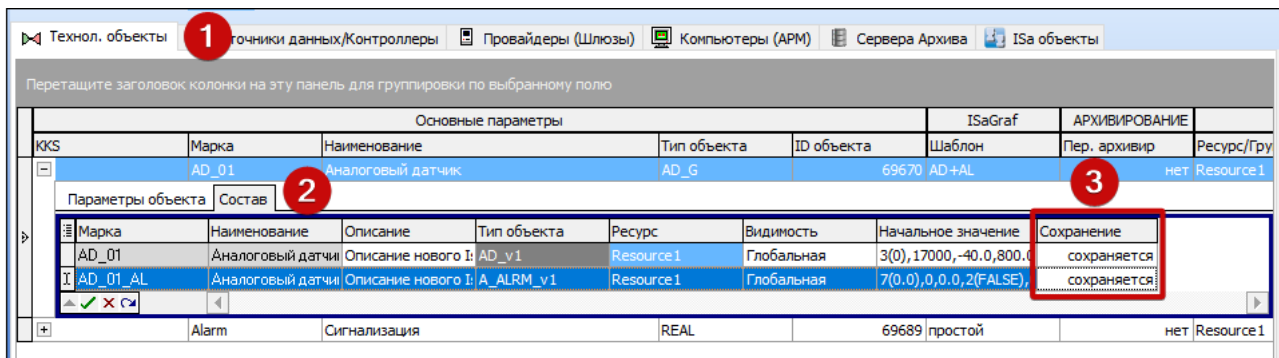 Технол. объекты 1 точники данных/Контроллеры Провайдеры (Шлюзы) Компьютеры (АРМ) Сервера Архива ISa объекты
Перетащите заголовок колонки на эту панель для группировки по выбранному полю
Основные параметры ISaGraf АРХИВИРОВАНИЕ
KKS Марка Наименование Тип объекта ID объекта Шаблон Пер. архивир Ресурс/Гру
AD_01 Аналоговый датчик AD_G 69670 AD+AL нет Resource1
Параметры объекта Состав 2 3
Марка Наименование Описание Тип объекта Ресурс Видимость Начальное значение Сохранение
AD_01 Аналоговый датчи Описание нового I: AD_v1 Resource1 Глобальная 3(0),17000,-40.0,800.0 сохраняется
AD_01_AL Аналоговый датчи Описание нового I: A_ALRM_v1 Resource1 Глобальная 7(0.0),0,0.0,2(FALSE), сохраняется
Alarm Сигнализация REAL 69689 простой нет Resource1